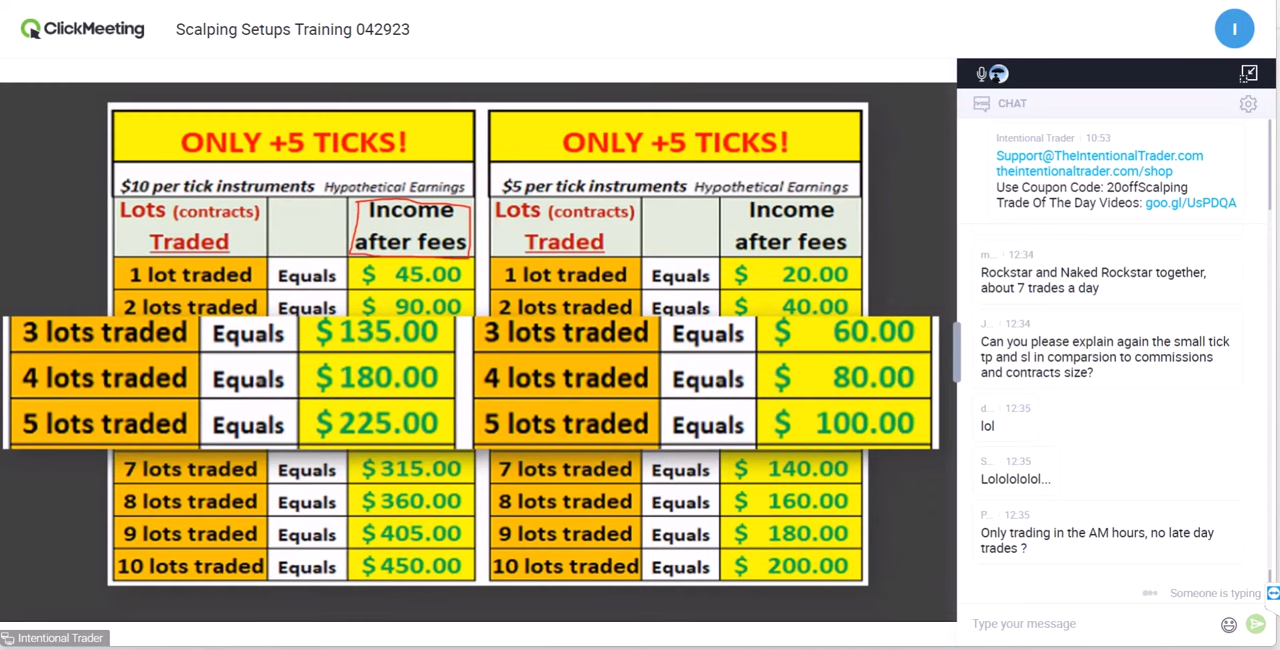 ClickMeeting
Scalping Setups Training 042923
I
ONLY +5 TICKS!
$10 per tick instruments Hypothetical Earnings
Lots (contracts) Traded Income after fees
1 lot traded Equals $ 45.00
2 lots traded Equals $ 90.00
3 lots traded Equals $ 135.00
4 lots traded Equals $ 180.00
5 lots traded Equals $ 225.00
7 lots traded Equals $ 315.00
8 lots traded Equals $ 360.00
9 lots traded Equals $ 405.00
10 lots traded Equals $ 450.00
ONLY +5 TICKS!
$5 per tick instruments Hypothetical Earnings
Lots (contracts) Traded Income after fees
1 lot traded Equals $ 20.00
2 lots traded Equals $ 40.00
3 lots traded Equals $ 60.00
4 lots traded Equals $ 80.00
5 lots traded Equals $ 100.00
7 lots traded Equals $ 140.00
8 lots traded Equals $ 160.00
9 lots traded Equals $ 180.00
10 lots traded Equals $ 200.00
Intentional Trader
CHAT
Intentional Trader 10:53
Support@TheIntentionalTrader.com
theintentionaltrader.com/shop
Use Coupon Code: 20offScalping
Trade Of The Day Videos: goo.gl/UsPDQA
m... 12:34
Rockstar and Naked Rockstar together,
about 7 trades a day
J... 12:34
Can you please explain again the small tick
tp and sl in comparsion to commissions
and contracts size?
d... 12:35
lol
S... 12:35
Lolololololol...
P... 12:35
Only trading in the AM hours, no late day
trades ?
Someone is typing
Type your message